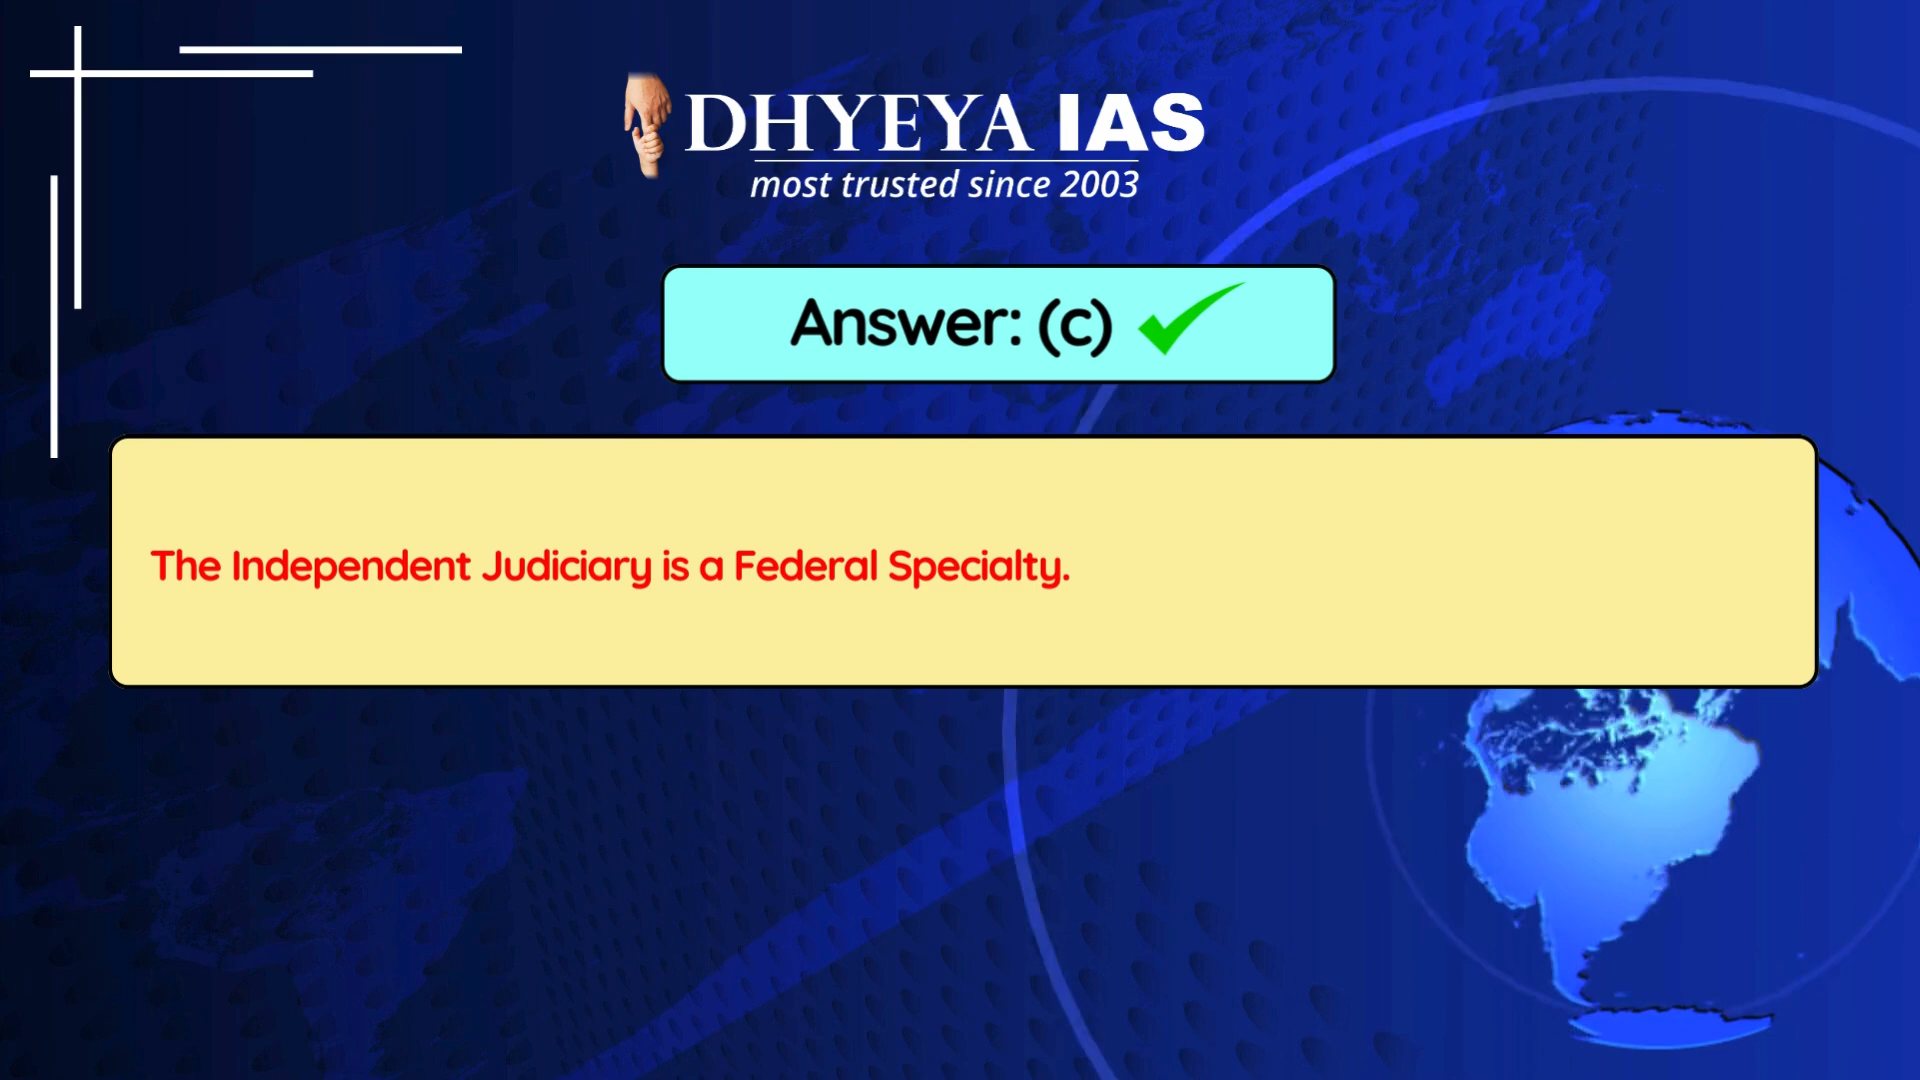 DHYEYA IAS
most trusted since 2003
Answer: (c)
The Independent Judiciary is a Federal Specialty.